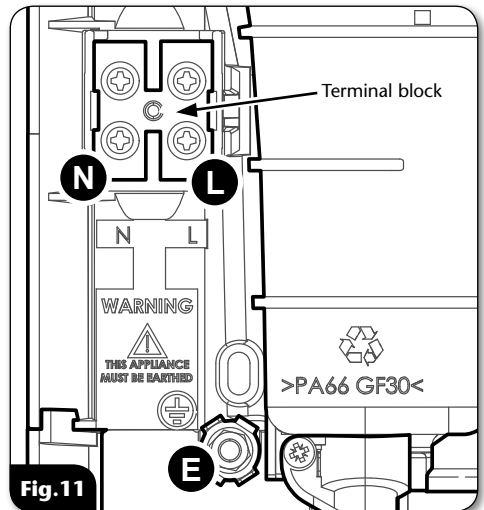 Terminal block
N L
N L
WARNING
THIS APPLIANCE
MUST BE EARTHED
>PA66 GF30<
E
Fig.11